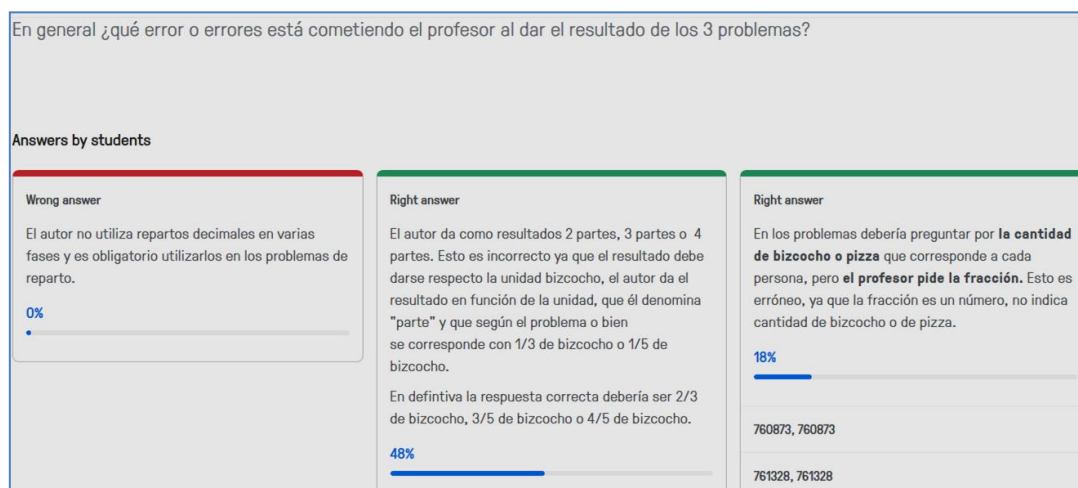 En general ¿qué error o errores está cometiendo el profesor al dar el resultado de los 3 problemas?
Answers by students
Wrong answer
El autor no utiliza repartos decimales en varias
fases y es obligatorio utilizarlos en los problemas de
reparto.
0%
Right answer
El autor da como resultados 2 partes, 3 partes o 4
partes. Esto es incorrecto ya que el resultado debe
darse respecto la unidad bizcocho, el autor da el
resultado en función de la unidad, que él denomina
"parte" y que según el problema o bien
se corresponde con 1/3 de bizcocho o 1/5 de
bizcocho.
En defintiva la respuesta correcta debería ser 2/3
de bizcocho, 3/5 de bizcocho o 4/5 de bizcocho.
48%
Right answer
En los problemas debería preguntar por la cantidad
de bizcocho o pizza que corresponde a cada
persona, pero el profesor pide la fracción. Esto es
erróneo, ya que la fracción es un número, no indica
cantidad de bizcocho o de pizza.
18%
760873, 760873
761328, 761328